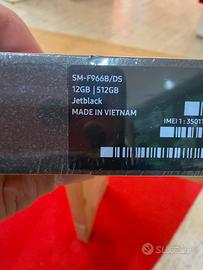 SM-F966B/DS
12GB | 512GB
Jetblack
MADE IN VIETNAM
IMEI 1 : 35011
subito